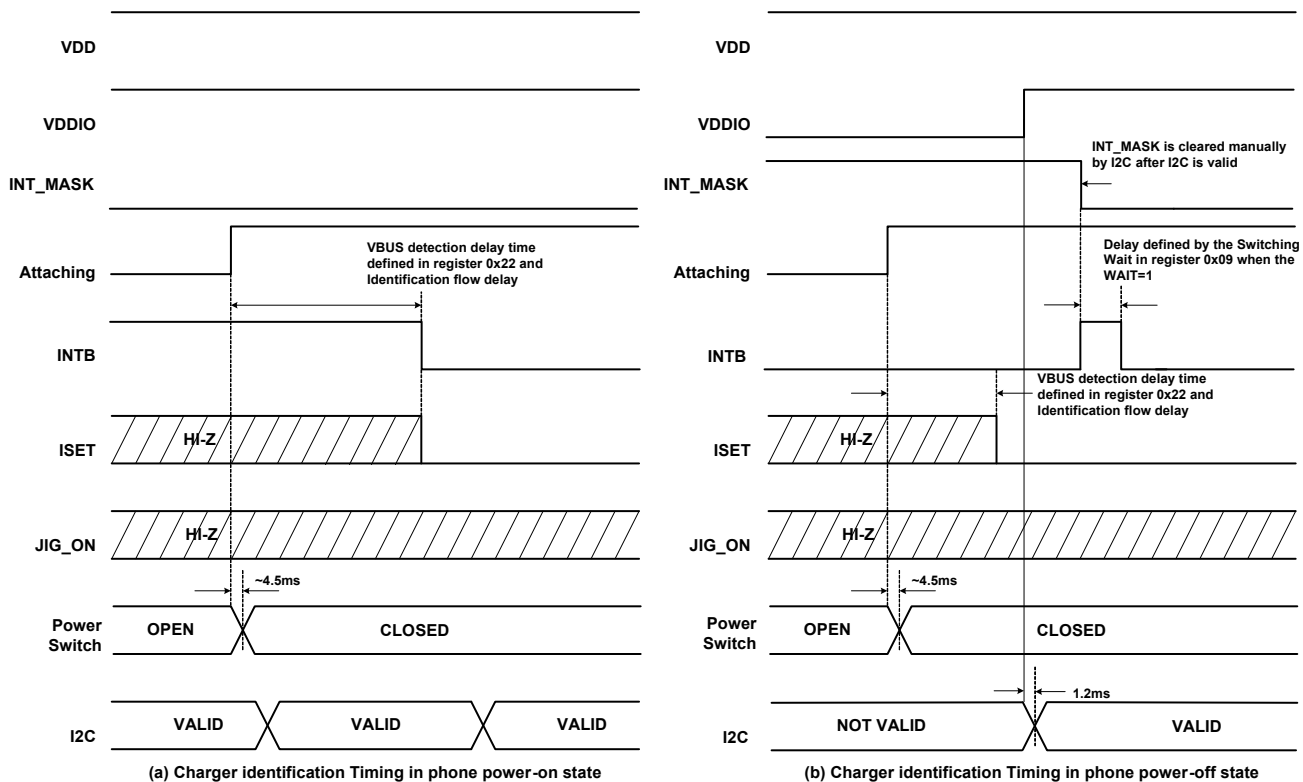 VDD
VDDIO
INT_MASK
Attaching
VBUS detection delay time
defined in register 0x22 and
Identification flow delay
INTB
ISET
HI-Z
JIG_ON
HI-Z
~4.5ms
Power
Switch
OPEN
CLOSED
I2C
VALID
VALID
VALID
(a) Charger identification Timing in phone power-on state
VDD
VDDIO
INT_MASK is cleared manually
by I2C after I2C is valid
INT_MASK
Attaching
Delay defined by the Switching
Wait in register 0x09 when the
WAIT=1
INTB
VBUS detection delay time
defined in register 0x22 and
Identification flow delay
ISET
HI-Z
JIG_ON
HI-Z
~4.5ms
Power
Switch
OPEN
CLOSED
1.2ms
I2C
NOT VALID
VALID
(b) Charger identification Timing in phone power-off state